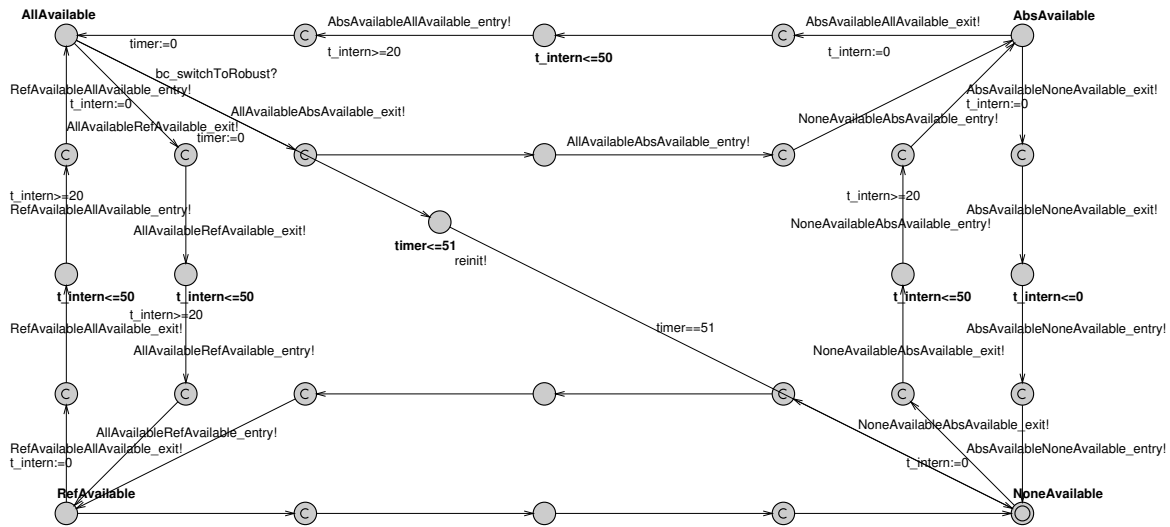 AllAvailable
AbsAvailable
AbsAvailableAllAvailable_entry!
AbsAvailableAllAvailable_exit!
timer:=0
t_intern>=20
t_intern<=50
t_intern:=0
bc_switchToRobust?
RefAvailableAllAvailable_entry!
t_intern:=0
AllAvailableAbsAvailable_exit!
AbsAvailableNoneAvailable_exit!
t_intern:=0
NoneAvailableAbsAvailable_entry!
AllAvailableRefAvailable_exit!
timer:=0
AllAvailableAbsAvailable_entry!
C
C
C
C
C
C
C
C
t_intern>=20
RefAvailableAllAvailable_entry!
t_intern>=20
AbsAvailableNoneAvailable_exit!
NoneAvailableAbsAvailable_entry!
AllAvailableRefAvailable_exit!
timer<=51
reinit!
t_intern<=50
t_intern<=50
t_intern<=50
t_intern<=0
t_intern>=20
RefAvailableAllAvailable_exit!
timer==51
AbsAvailableNoneAvailable_entry!
AllAvailableRefAvailable_entry!
NoneAvailableAbsAvailable_exit!
C
C
C
C
C
C
AllAvailableRefAvailable_entry!
NoneAvailableAbsAvailable_exit!
RefAvailableAllAvailable_exit!
AbsAvailableNoneAvailable_entry!
t_intern:=0
t_intern:=0
RefAvailable
NoneAvailable
C
C